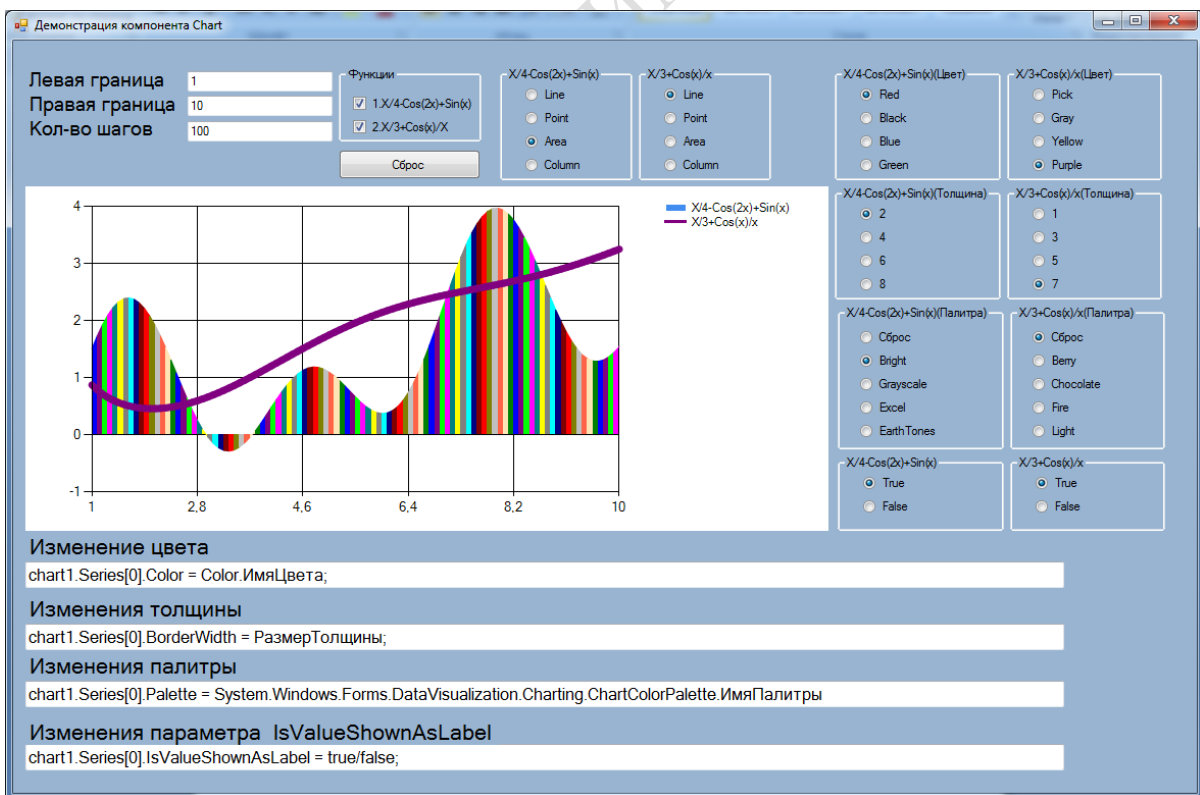 Демонстрация компонента Chart
Левая граница
1
Правая граница
10
Кол-во шагов
100
Функции
1.X/4-Cos(2x)+Sin(x)
2.X/3+Cos(x)/X
Сброс
X/4-Cos(2x)+Sin(x)
Line
Point
Area
Column
X/3+Cos(x)/x
Line
Point
Area
Column
X/4-Cos(2x)+Sin(x)(Цвет)
Red
Black
Blue
Green
X/3+Cos(x)/x(Цвет)
Pick
Gray
Yellow
Purple
4
3
2
1
0
-1
1
2,8
4,6
6,4
8,2
10
X/4-Cos(2x)+Sin(x)
X/3+Cos(x)/x
X/4-Cos(2x)+Sin(x)(Толщина)
2
4
6
8
X/3+Cos(x)/x(Толщина)
1
3
5
7
X/4-Cos(2x)+Sin(x)(Палитра)
Сброс
Bright
Grayscale
Excel
EarthTones
X/3+Cos(x)/x(Палитра)
Сброс
Berry
Chocolate
Fire
Light
X/4-Cos(2x)+Sin(x)
True
False
X/3+Cos(x)/x
True
False
Изменение цвета
chart1.Series[0].Color = Color.ИмяЦвета;
Изменения толщины
chart1.Series[0].BorderWidth = РазмерТолщины;
Изменения палитры
chart1.Series[0].Palette = System.Windows.Forms.DataVisualization.Charting.ChartColorPalette.ИмяПалитры
Изменения параметра IsValueShownAsLabel
chart1.Series[0].IsValueShownAsLabel = true/false;